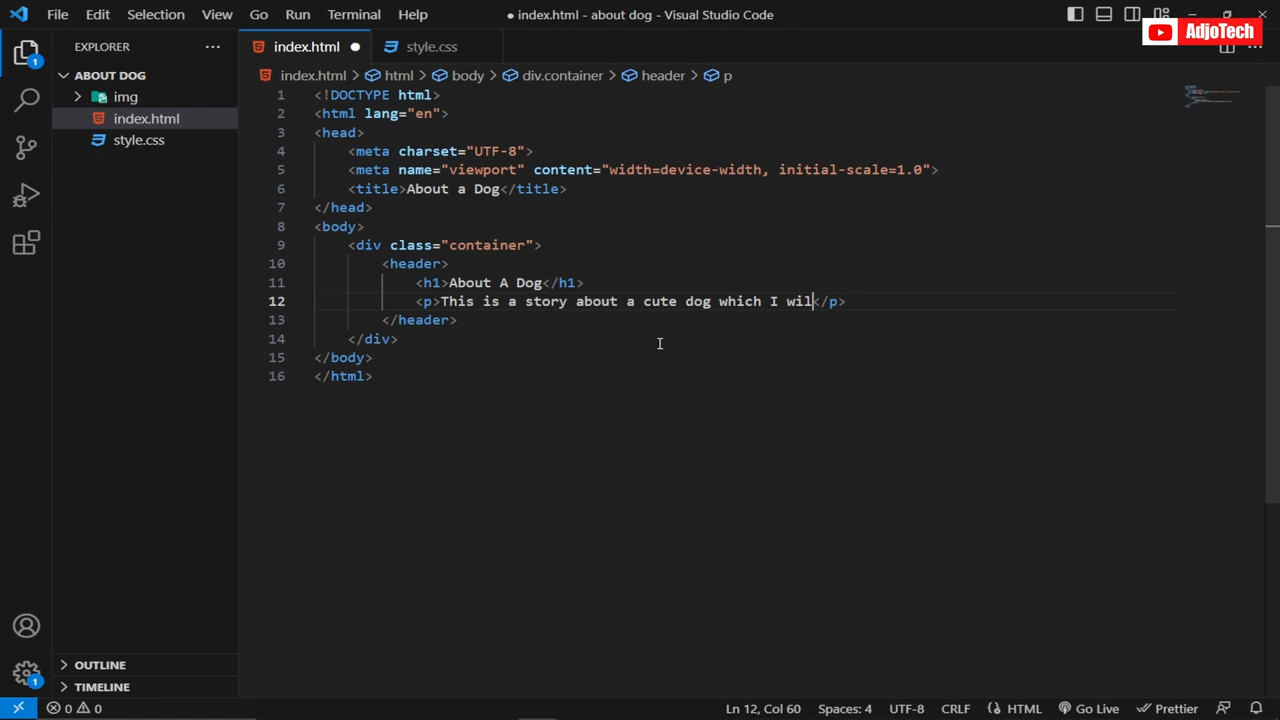 File Edit Selection View Go Run Terminal Help
● index.html - about dog - Visual Studio Code
AdjoTech
EXPLORER
index.html ●
style.css
ABOUT DOG
img
index.html
style.css
index.html > html > body > div.container > header > p
1 <!DOCTYPE html>
2 <html lang="en">
3 <head>
4 <meta charset="UTF-8">
5 <meta name="viewport" content="width=device-width, initial-scale=1.0">
6 <title>About a Dog</title>
7 </head>
8 <body>
9 <div class="container">
10 <header>
11 <h1>About A Dog</h1>
12 <p>This is a story about a cute dog which I wil</p>
13 </header>
14 </div>
15 </body>
16 </html>
1
OUTLINE
TIMELINE
1
0 0
Ln 12, Col 60 Spaces: 4 UTF-8 CRLF HTML Go Live Prettier